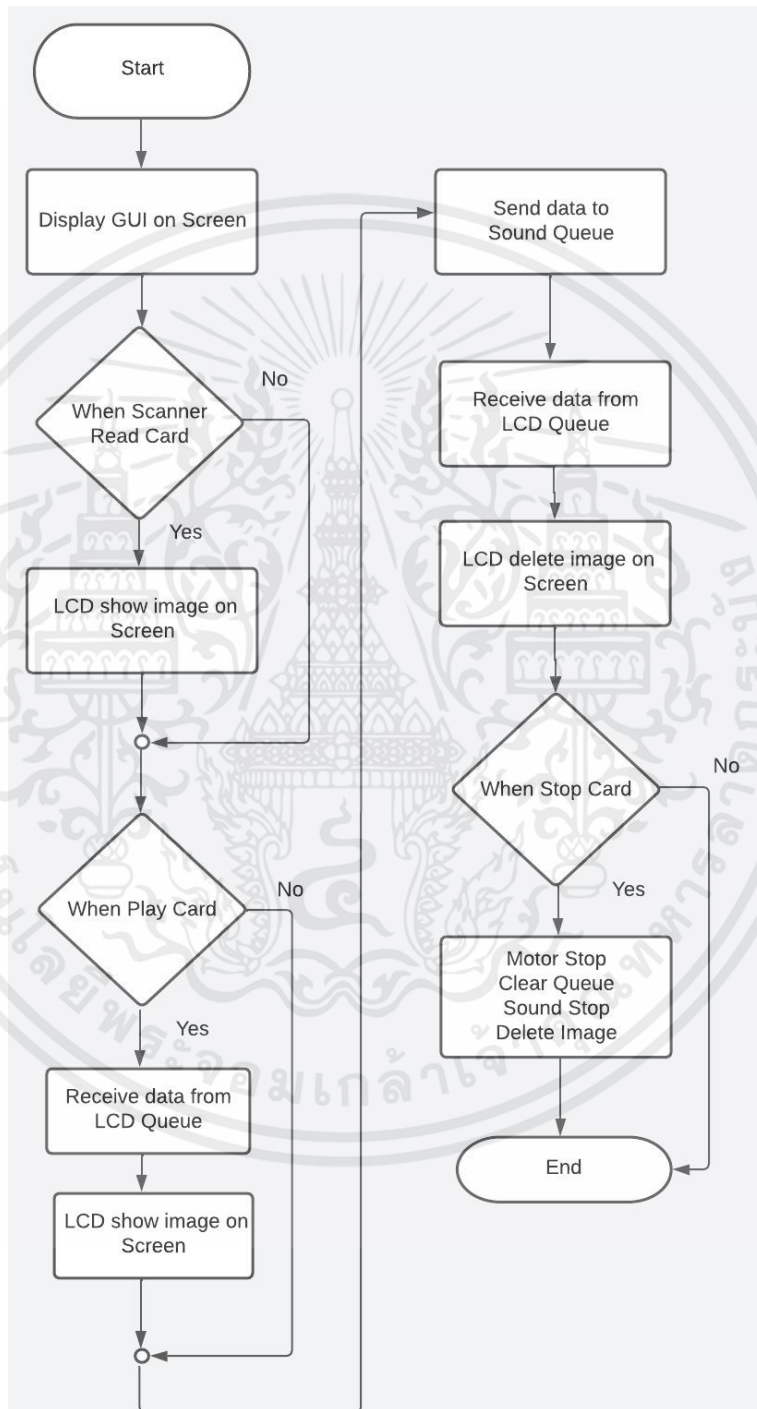 Start
Display GUI on Screen
When Scanner
Read Card
No
Yes
LCD show image on
Screen
When Play Card
No
Yes
Receive data from
LCD Queue
LCD show image on
Screen
Send data to
Sound Queue
Receive data from
LCD Queue
LCD delete image on
Screen
When Stop Card
No
Yes
Motor Stop
Clear Queue
Sound Stop
Delete Image
End